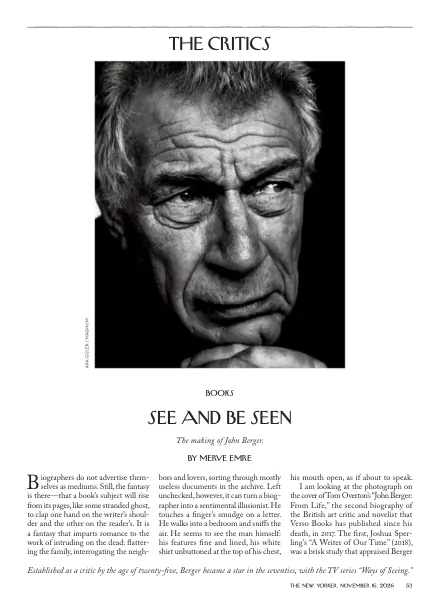 THE CRITICS
ARA GÜLER / MAGNUM
BOOKS
SEE AND BE SEEN
The making of John Berger.
BY MERVE EMRE
Biographers do not advertise them-
selves as mediums. Still, the fantasy
is there—that a book's subject will rise
from its pages, like some stranded ghost,
to clap one hand on the writer's shoul-
der and the other on the reader's. It is
a fantasy that imparts romance to the
work of intruding on the dead: flatter-
ing the family, interrogating the neigh-
bors and lovers, sorting through mostly
useless documents in the archive. Left
unchecked, however, it can turn a biog-
rapher into a sentimental illusionist. He
touches a finger's smudge on a letter.
He walks into a bedroom and sniffs the
air. He seems to see the man himself:
his features fine and lined, his white
shirt unbuttoned at the top of his chest,
his mouth open, as if about to speak.
I am looking at the photograph on
the cover of Tom Overton's "John Berger:
From Life," the second biography of
the British art critic and novelist that
Verso Books has published since his
death, in 2017. The first, Joshua Sper-
ling's "A Writer of Our Time" (2018),
was a brisk study that appraised Berger
Established as a critic by the age of twenty-five, Berger became a star in the seventies, with the TV series "Ways of Seeing."
THE NEW YORKER, NOVEMBER 16, 2026 53